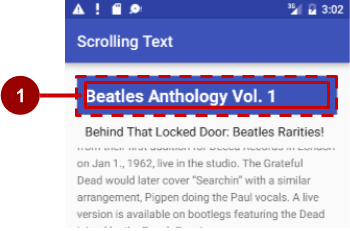 3:02
Scrolling Text
1
Beatles Anthology Vol. 1
Behind That Locked Door: Beatles Rarities!
from their first audition for Decca Records in London
on Jan 1., 1962, live in the studio. The Grateful
Dead would later cover “Searchin” with a similar
arrangement, Pigpen doing the Paul vocals. A live
version is available on bootlegs featuring the Dead